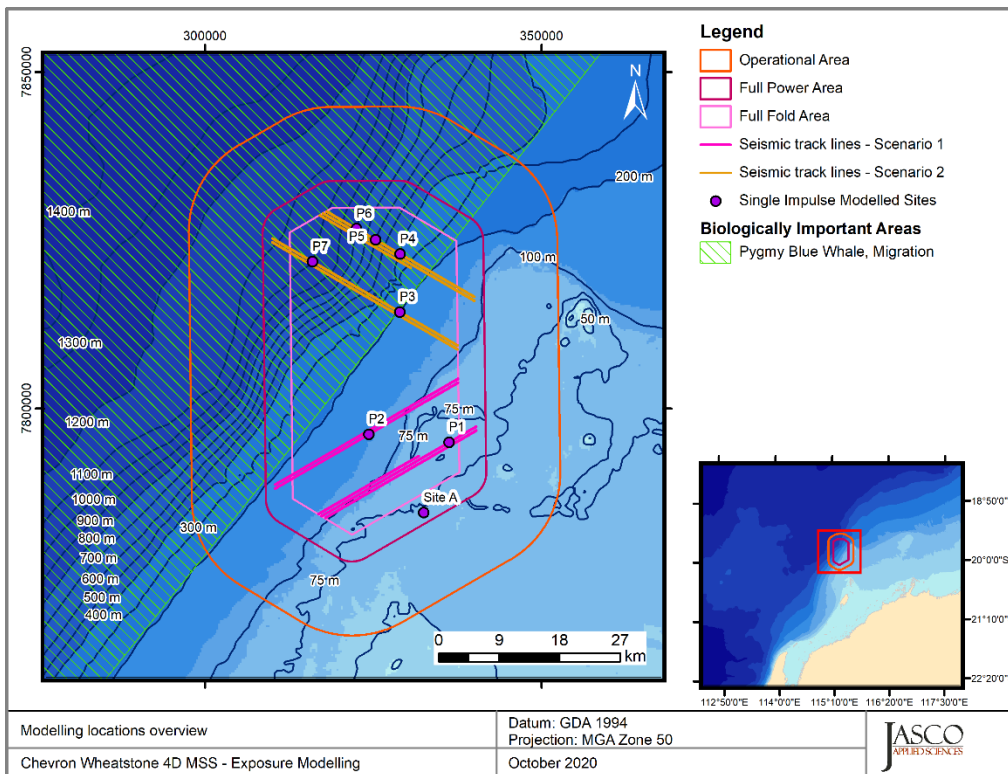 300000
350000
7850000
7800000
N
200 m
1400 m
P6
P5
P4
P7
100 m
P3
50 m
1300 m
75 m
1200 m
P2
75 m
P1
1100 m
1000 m
Site A
900 m
300 m
800 m
700 m
75 m
600 m
500 m
400 m
0 9 18 27
km
Legend
Operational Area
Full Power Area
Full Fold Area
Seismic track lines - Scenario 1
Seismic track lines - Scenario 2
Single Impulse Modelled Sites
Biologically Important Areas
Pygmy Blue Whale, Migration
18°50'0"S
20°0'0"S
21°10'0"S
22°20'0"S
112°50'0"E 114°0'0"E 115°10'0"E 116°20'0"E 117°30'0"E
Modelling locations overview
Datum: GDA 1994
Projection: MGA Zone 50
Chevron Wheatstone 4D MSS - Exposure Modelling
October 2020
JASCO
APPLIED SCIENCES